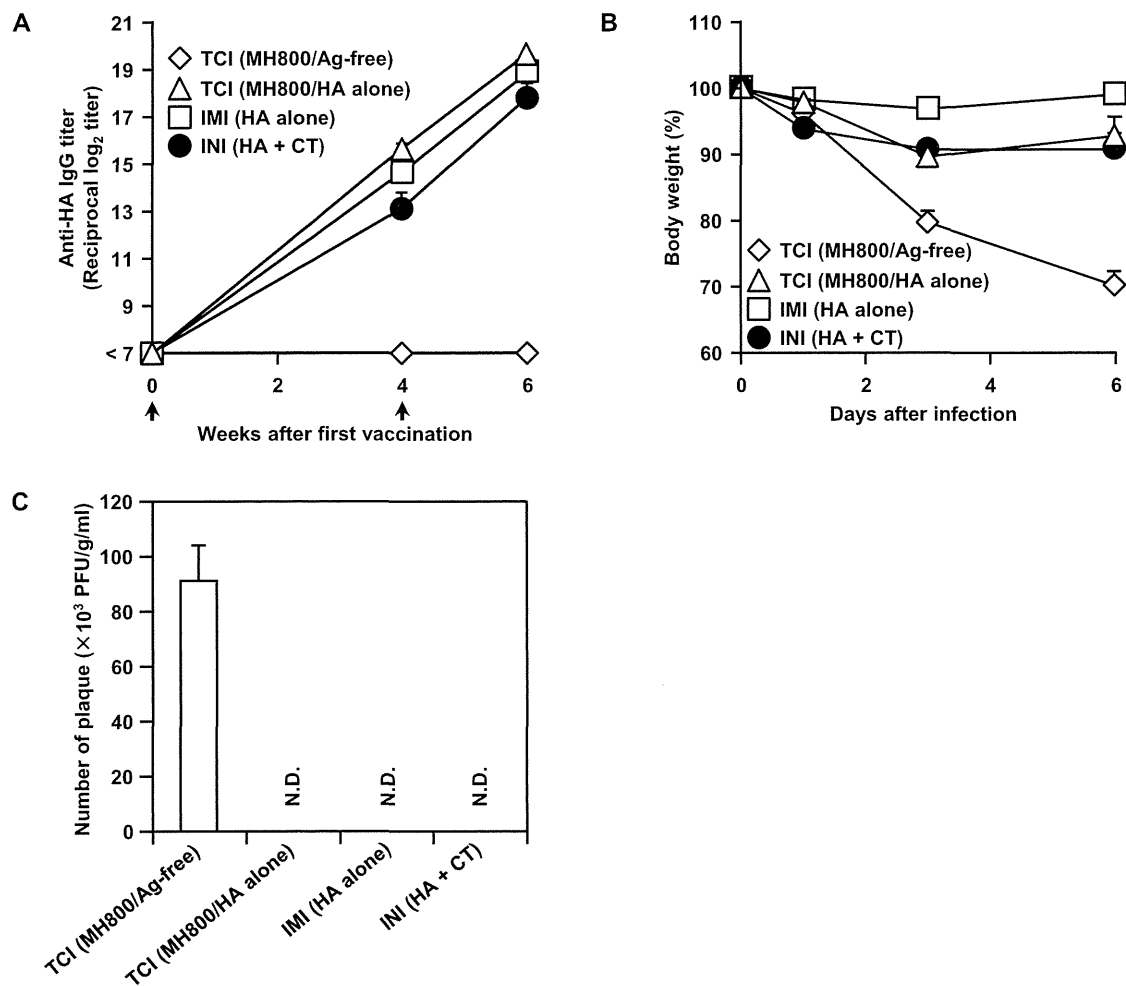 A
21
19
17
15
13
11
9
< 7
Anti-HA IgG titer
(Reciprocal log2 titer)
TCI (MH800/Ag-free)
TCI (MH800/HA alone)
IMI (HA alone)
INI (HA + CT)
0 2 4 6
Weeks after first vaccination
B
110
100
90
80
70
60
Body weight (%)
TCI (MH800/Ag-free)
TCI (MH800/HA alone)
IMI (HA alone)
INI (HA + CT)
0 2 4 6
Days after infection
C
120
100
80
60
40
20
0
Number of plaque (×10³ PFU/g/ml)
N.D.
N.D.
N.D.
TCI (MH800/Ag-free)
TCI (MH800/HA alone)
IMI (HA alone)
INI (HA + CT)